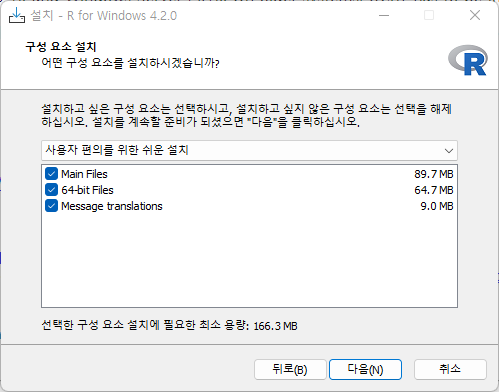 설치 - R for Windows 4.2.0
구성 요소 설치
어떤 구성 요소를 설치하시겠습니까?
R
설치하고 싶은 구성 요소는 선택하시고, 설치하고 싶지 않은 구성 요소는 선택을 해제
하십시오. 설치를 계속할 준비가 되셨으면 "다음"을 클릭하십시오.
사용자 편의를 위한 쉬운 설치
Main Files 89.7 MB
64-bit Files 64.7 MB
Message translations 9.0 MB
선택한 구성 요소 설치에 필요한 최소 용량: 166.3 MB
뒤로(B) 다음(N) 취소